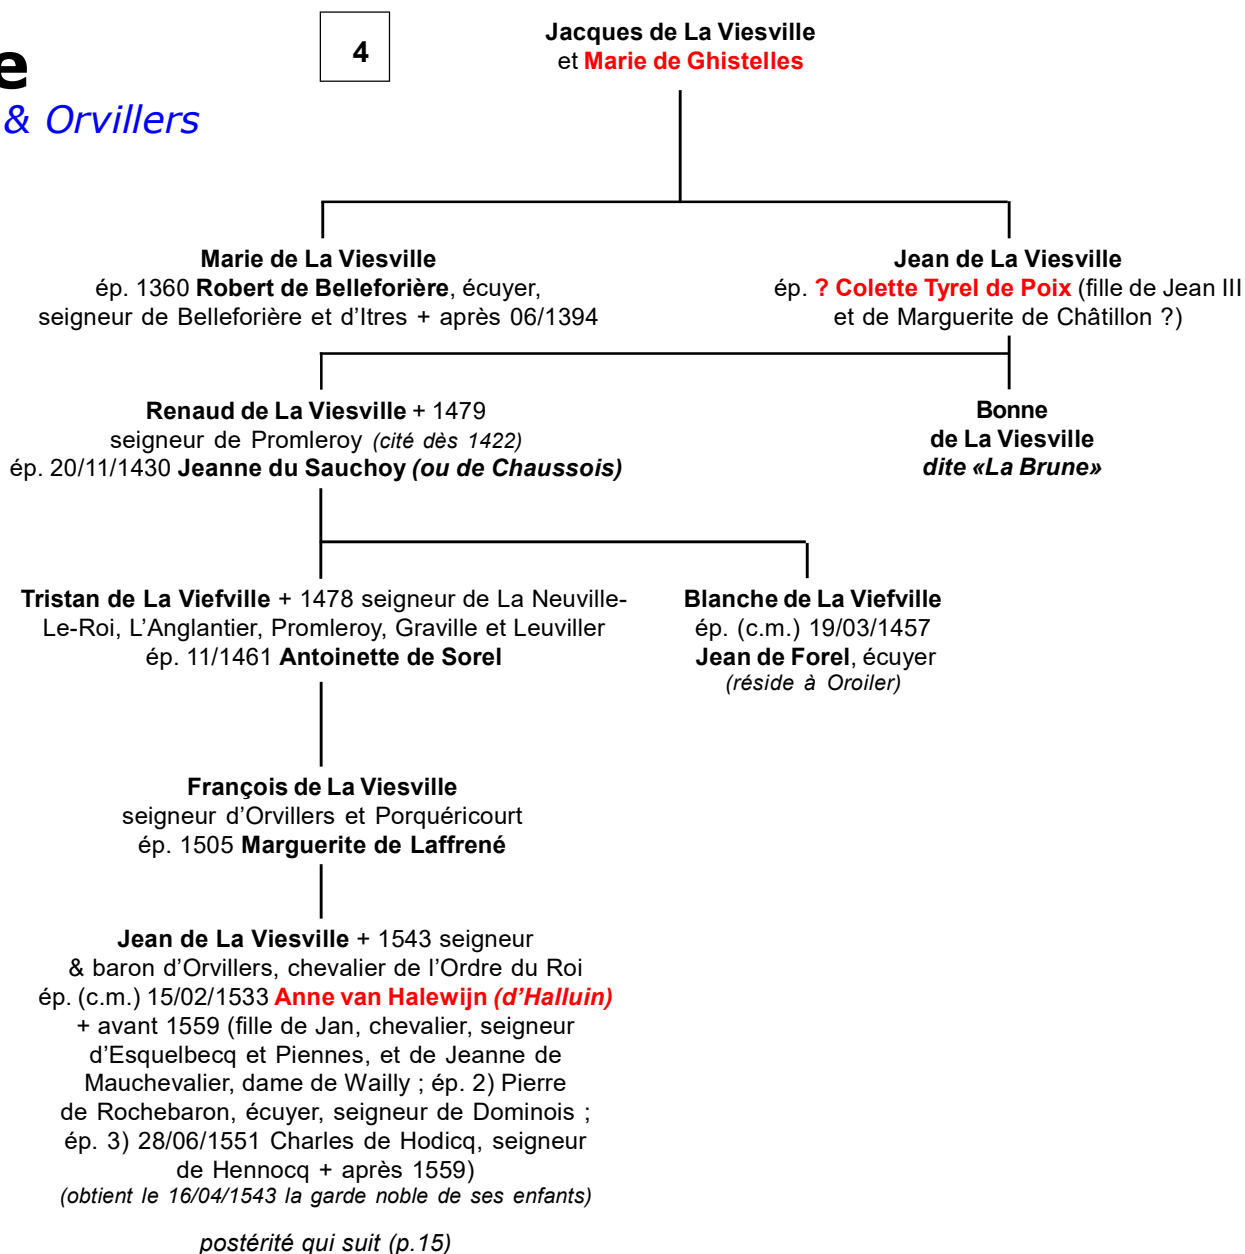 e
& Orvillers
4
Jacques de La Viesville
et Marie de Ghistelles
Marie de La Viesville
ép. 1360 Robert de Belleforière, écuyer,
seigneur de Belleforière et d'Itres + après 06/1394
Jean de La Viesville
ép. ? Colette Tyrel de Poix (fille de Jean III
et de Marguerite de Châtillon ?)
Renaud de La Viesville + 1479
seigneur de Promleroy (cité dès 1422)
ép. 20/11/1430 Jeanne du Sauchoy (ou de Chaussois)
Bonne
de La Viesville
dite «La Brune»
Tristan de La Viefville + 1478 seigneur de La Neuville-
Le-Roi, L’Anglantier, Promleroy, Graville et Leuviller
ép. 11/1461 Antoinette de Sorel
Blanche de La Viefville
ép. (c.m.) 19/03/1457
Jean de Forel, écuyer
(réside à Oroiler)
François de La Viesville
seigneur d’Orvillers et Porquéricourt
ép. 1505 Marguerite de Laffrené
Jean de La Viesville + 1543 seigneur
& baron d’Orvillers, chevalier de l’Ordre du Roi
ép. (c.m.) 15/02/1533 Anne van Halewijn (d’Halluin)
+ avant 1559 (fille de Jan, chevalier, seigneur
d’Esquelbecq et Piennes, et de Jeanne de
Mauchevalier, dame de Wailly ; ép. 2) Pierre
de Rochebaron, écuyer, seigneur de Dominois ;
ép. 3) 28/06/1551 Charles de Hodicq, seigneur
de Hennocq + après 1559)
(obtient le 16/04/1543 la garde noble de ses enfants)
postérité qui suit (p.15)